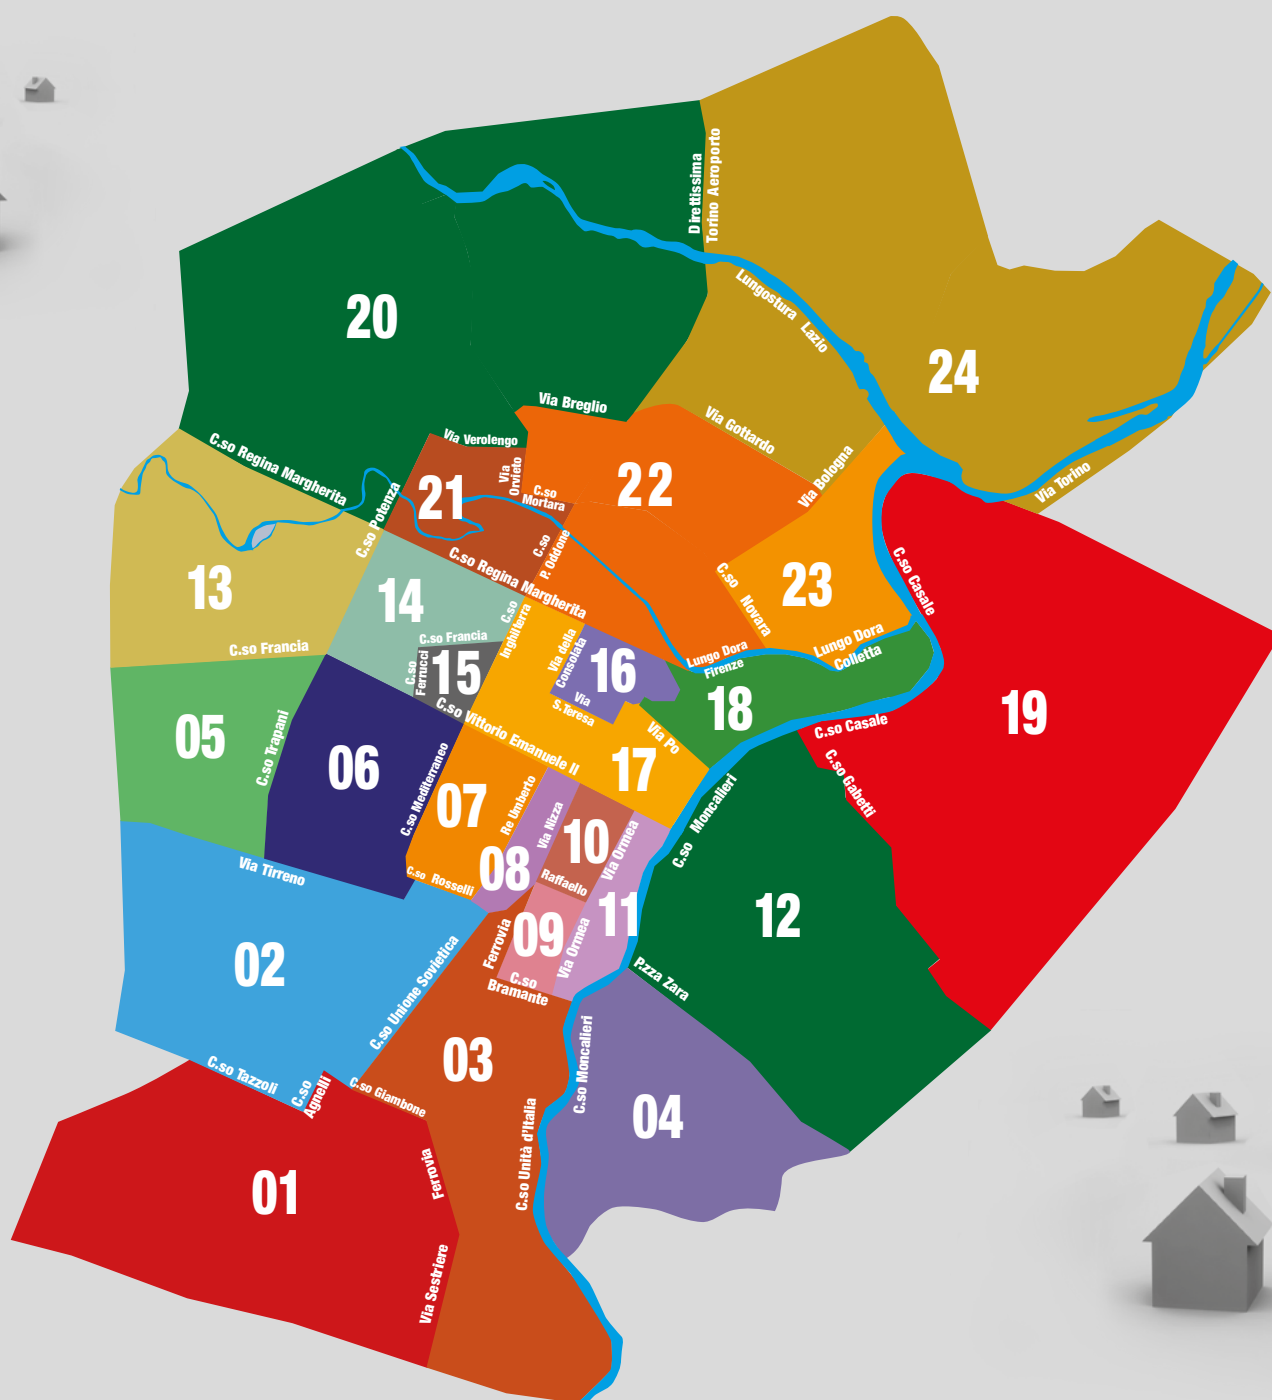 Direttissima
Torino Aeroporto
20
Lungostura Lazio
24
Via Breglio
Via Gottardo
Via Verolengo
C.so Regina Margherita
Via
Orvieto
22
Via Bologna
Via Torino
21
C.so
Mortara
C.so Potenza
C.so
P. Oddone
C.so Casale
C.so Regina Margherita
13
14
C.so
Novara
23
C.so
Inghilterra
C.so Francia
C.so Francia
Via della
Consolata
Lungo Dora
Colletta
Lungo Dora
Firenze
C.so
Ferrucci
15
16
Via
S.Teresa
18
19
C.so Vittorio Emanuele II
Via Po
C.so Casale
05
C.so Trapani
06
17
C.so Gabetti
C.so Mediterraneo
07
Re Umberto
Via Nizza
10
Via Ormea
C.so Moncalieri
08
C.so Rosselli
Raffaello
Via Tirreno
11
12
09
Ferrovia
Via Ormea
02
C.so Unione Sovietica
C.so
Bramante
P.zza Zara
03
C.so Moncalieri
C.so Tazzoli
C.so
Agnelli
C.so Giambone
04
C.so Unità d'Italia
01
Ferrovia
Via Sestriere